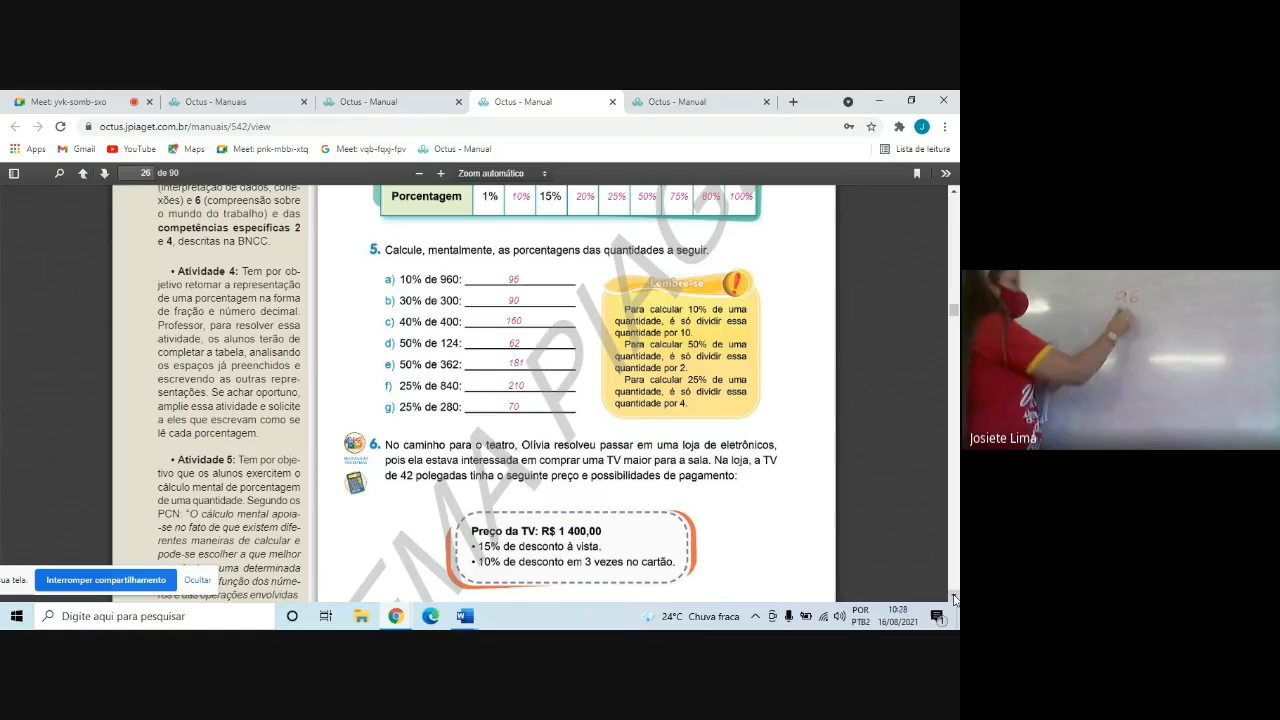 Meet: yvk-somb-sxo
Octus - Manuais
Octus - Manual
Octus - Manual
Octus - Manual
octus.jpiaget.com.br/manuais/542/view
Apps Gmail YouTube Maps Meet: pnk-mbbi-xtq Meet: vqb-fqxj-fpv Octus - Manual Lista de leitura
26 de 90 Zoom automático
(interpretação de dados, cone-
xões) e 6 (compreensão sobre
o mundo do trabalho) e das
competências específicas 2
e 4, descritas na BNCC.
• Atividade 4: Tem por ob-
jetivo retomar a representação
de uma porcentagem na forma
de fração e número decimal.
Professor, para resolver essa
atividade, os alunos terão de
completar a tabela, analisando
os espaços já preenchidos e
escrevendo as outras repre-
sentações. Se achar oportuno,
amplie essa atividade e solicite
a eles que escrevam como se
lê cada porcentagem.
• Atividade 5: Tem por obje-
tivo que os alunos exercitem o
cálculo mental de porcentagem
de uma quantidade. Segundo os
PCN: "O cálculo mental apoia-
-se no fato de que existem dife-
rentes maneiras de calcular e
pode-se escolher a que melhor
uma determinada
função dos núme-
ros e das operações envolvidas.
Porcentagem 1% 10% 15% 20% 25% 50% 75% 80% 100%
5. Calcule, mentalmente, as porcentagens das quantidades a seguir.
a) 10% de 960: 96
b) 30% de 300: 90
c) 40% de 400: 160
d) 50% de 124: 62
e) 50% de 362: 181
f) 25% de 840: 210
g) 25% de 280: 70
Lembre-se
Para calcular 10% de uma
quantidade, é só dividir essa
quantidade por 10.
Para calcular 50% de uma
quantidade, é só dividir essa
quantidade por 2.
Para calcular 25% de uma
quantidade, é só dividir essa
quantidade por 4.
6. No caminho para o teatro, Olívia resolveu passar em uma loja de eletrônicos,
pois ela estava interessada em comprar uma TV maior para a sala. Na loja, a TV
de 42 polegadas tinha o seguinte preço e possibilidades de pagamento:
Preço da TV: R$ 1 400,00
• 15% de desconto à vista.
• 10% de desconto em 3 vezes no cartão.
EMA PIAG
sua tela. Interromper compartilhamento Ocultar
Digite aqui para pesquisar
24°C Chuva fraca
POR
PTB2
10:28
16/08/2021
1
96
Josiete Lima